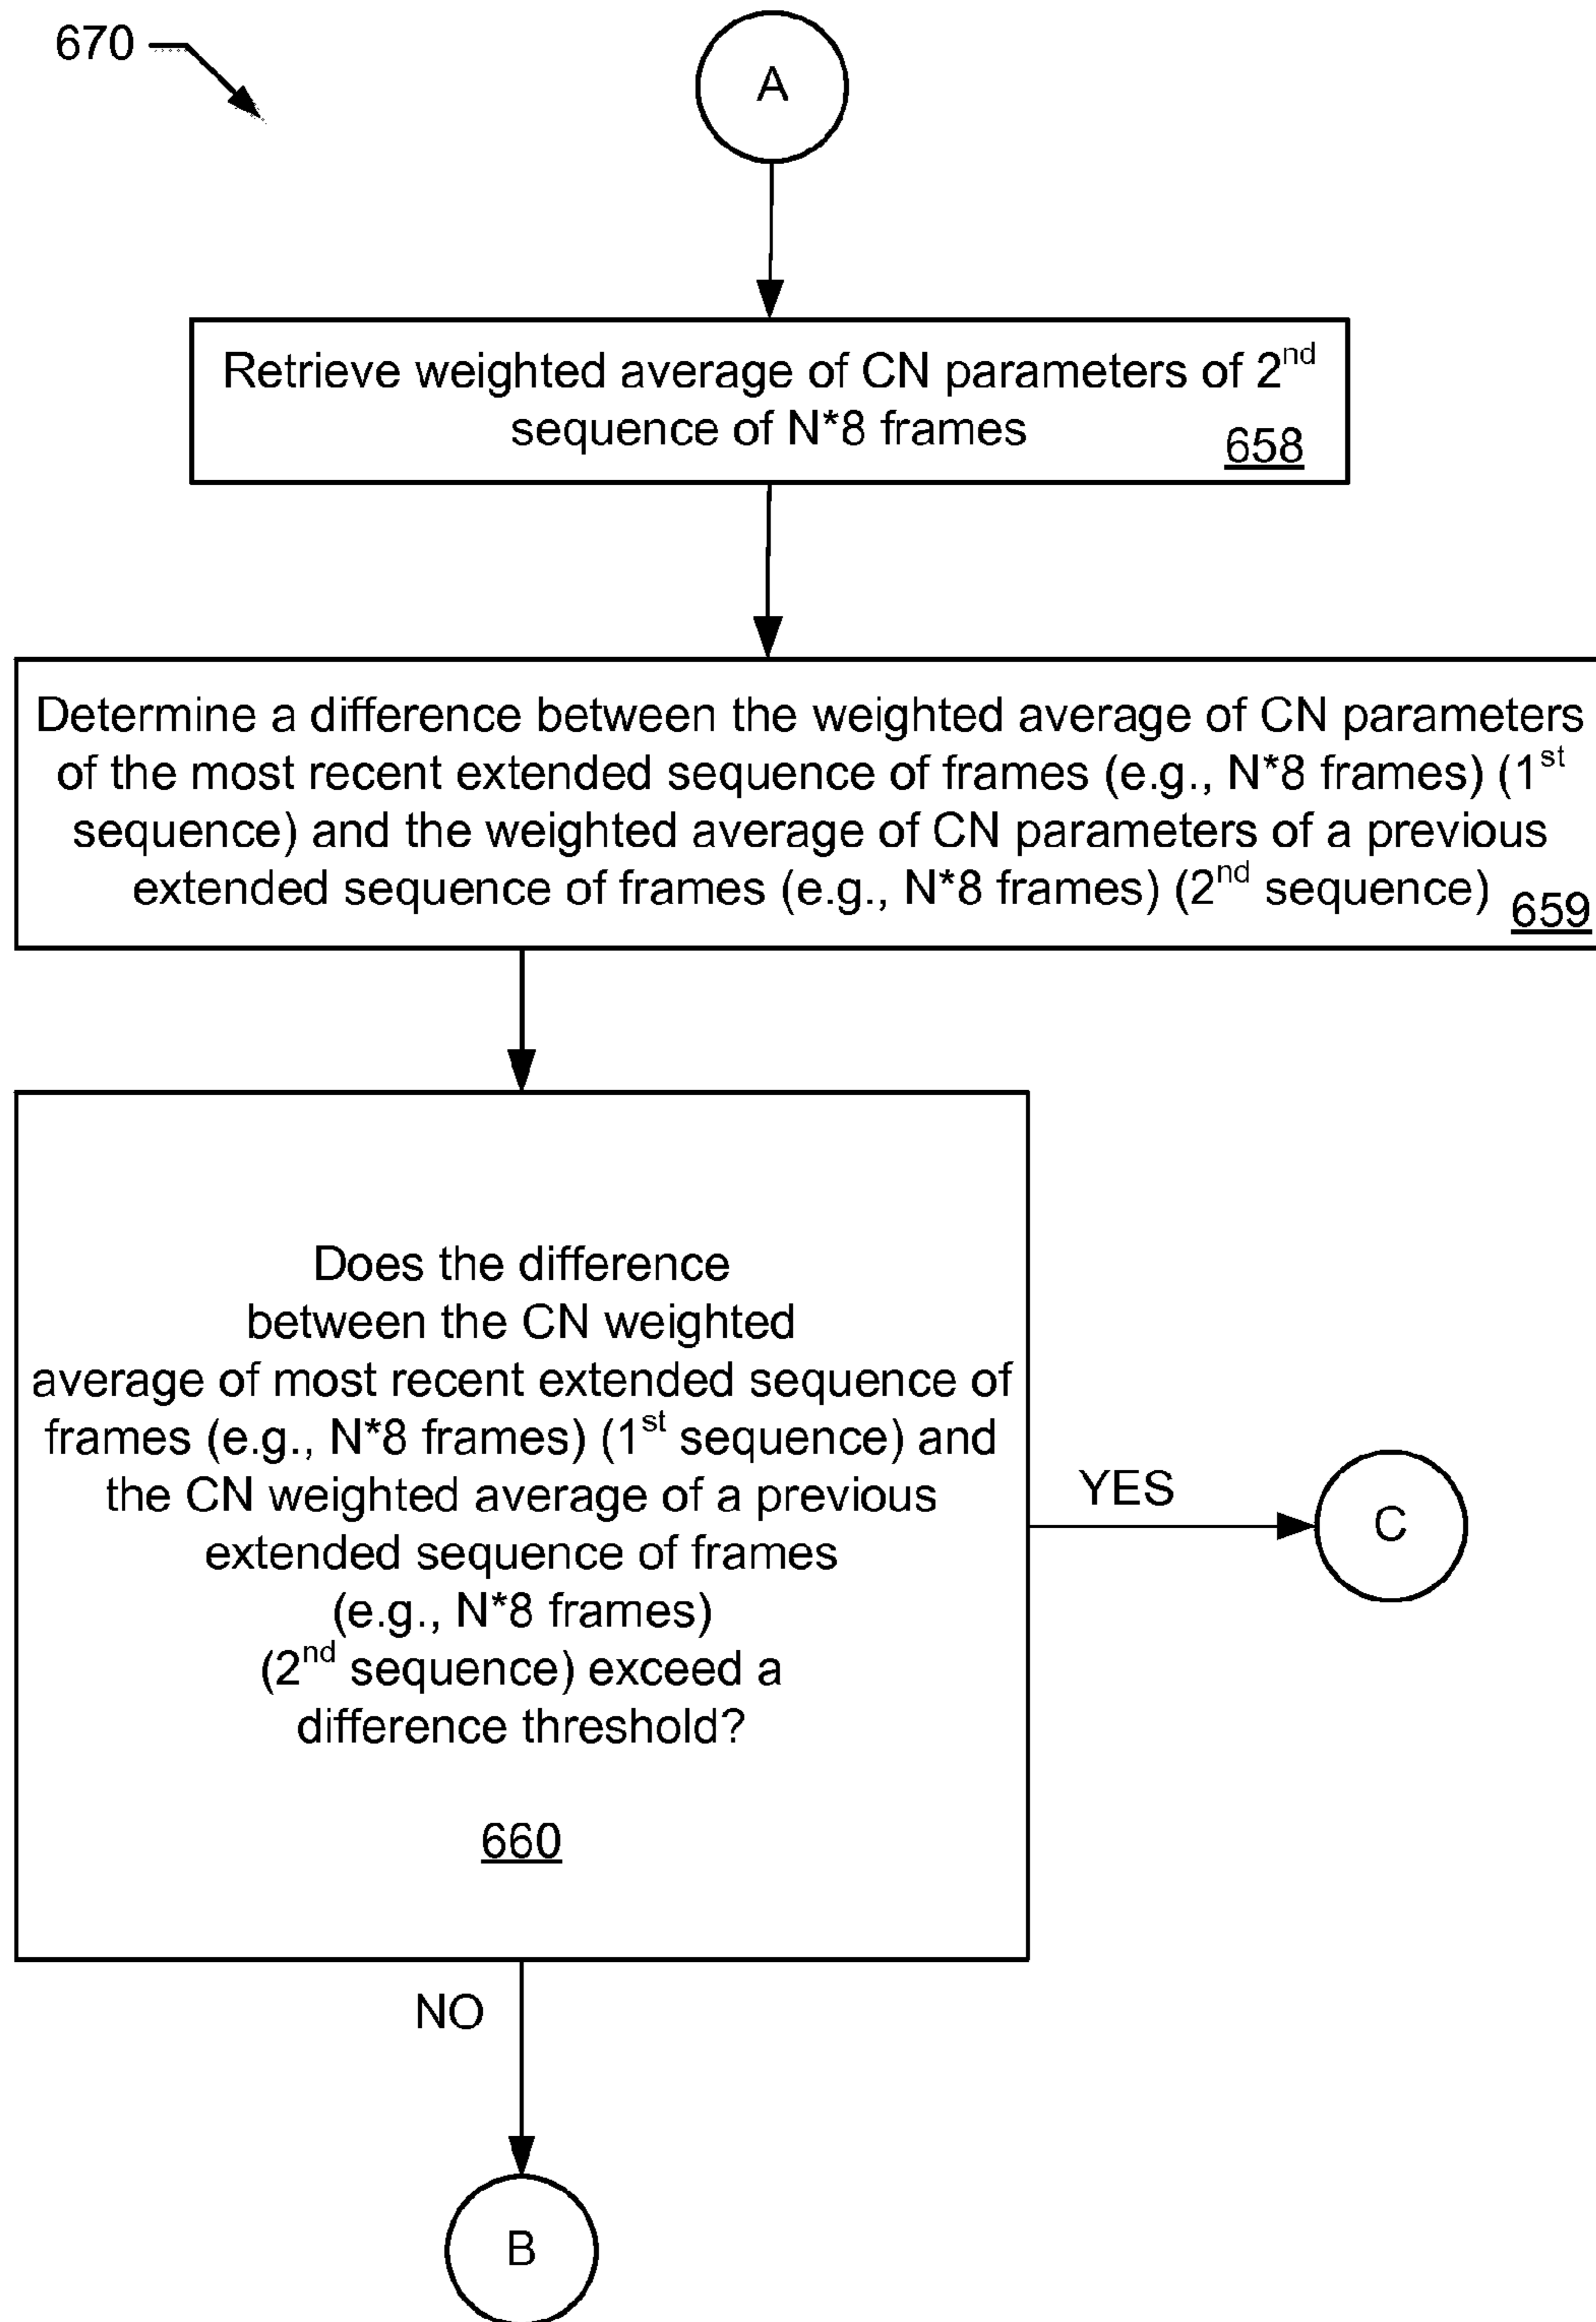 670
A
Retrieve weighted average of CN parameters of 2nd
sequence of N*8 frames
658
Determine a difference between the weighted average of CN parameters
of the most recent extended sequence of frames (e.g., N*8 frames) (1st
sequence) and the weighted average of CN parameters of a previous
extended sequence of frames (e.g., N*8 frames) (2nd sequence)
659
Does the difference
between the CN weighted
average of most recent extended sequence of
frames (e.g., N*8 frames) (1st sequence) and
the CN weighted average of a previous
extended sequence of frames
(e.g., N*8 frames)
(2nd sequence) exceed a
difference threshold?
660
YES
C
NO
B